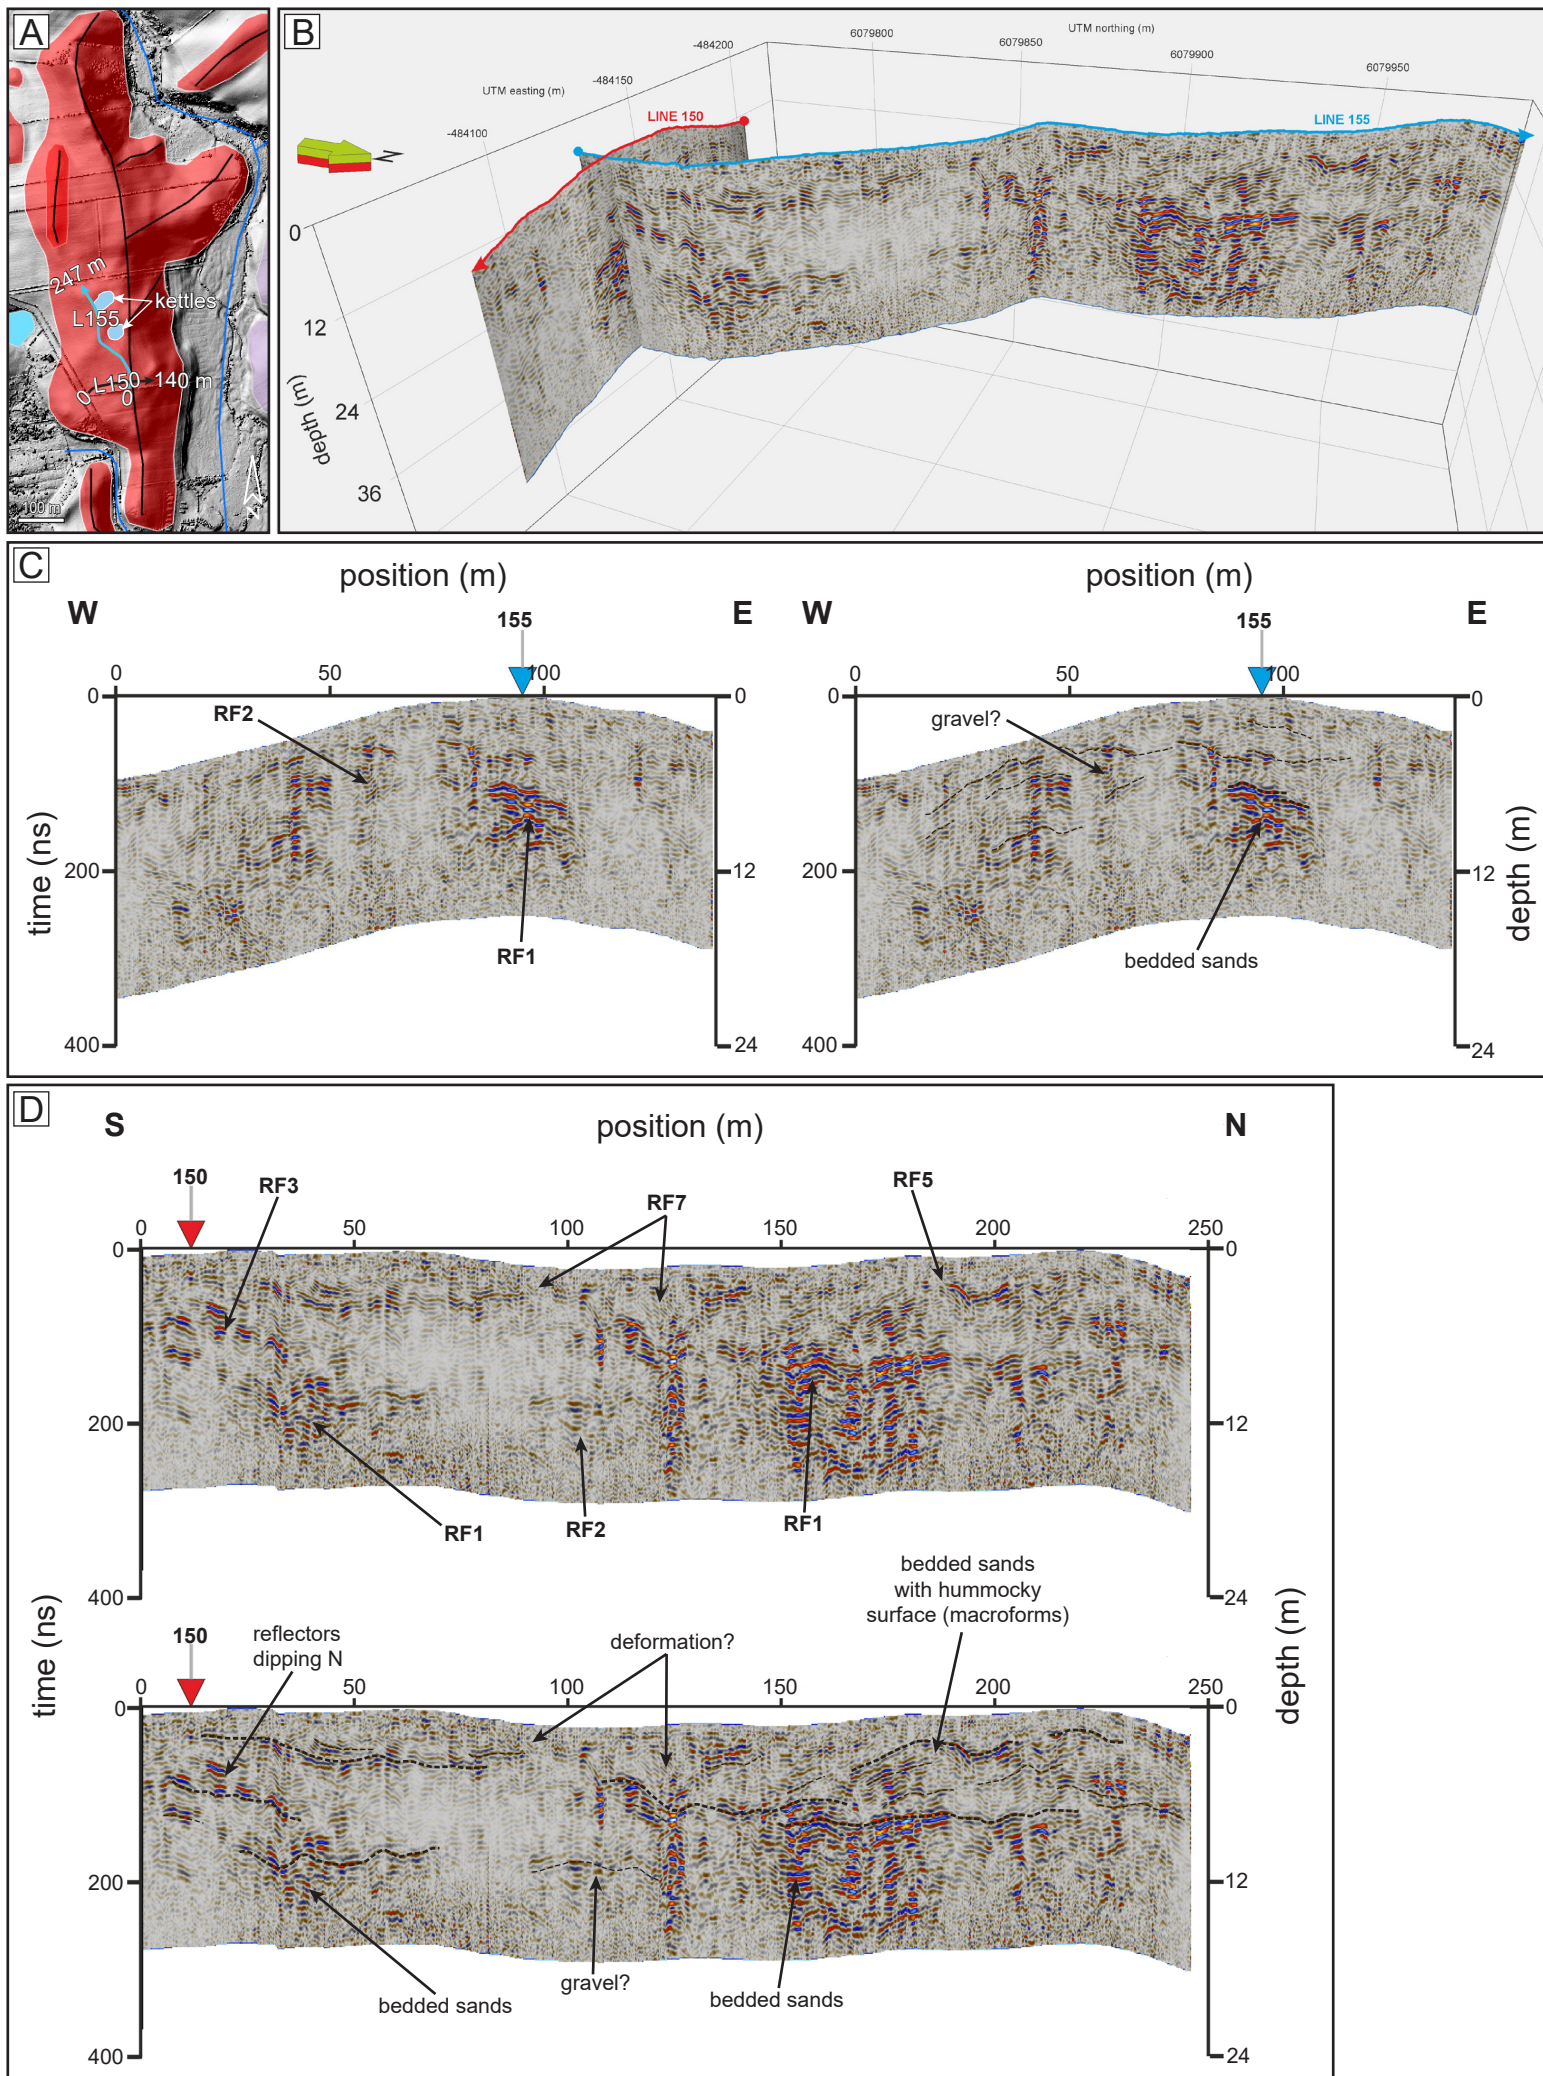 A
247 m
kettles
L155
L150
140 m
0
0
100 m
N
B
UTM northing (m)
6079800
6079850
6079900
6079950
-484200
-484150
-484100
UTM easting (m)
LINE 150
LINE 155
N
0
12
24
36
depth (m)
C
position (m)
position (m)
W
155
E
W
155
E
0
50
100
0
50
100
0
0
0
0
RF2
gravel?
time (ns)
200
12
200
12
depth (m)
RF1
bedded sands
400
24
400
24
D
S
position (m)
N
150
RF3
RF7
RF5
0
50
100
150
200
250
0
0
200
12
RF1
RF2
RF1
400
24
bedded sands
with hummocky
surface (macroforms)
time (ns)
depth (m)
150
reflectors
dipping N
deformation?
0
50
100
150
200
250
0
0
200
12
bedded sands
gravel?
bedded sands
400
24